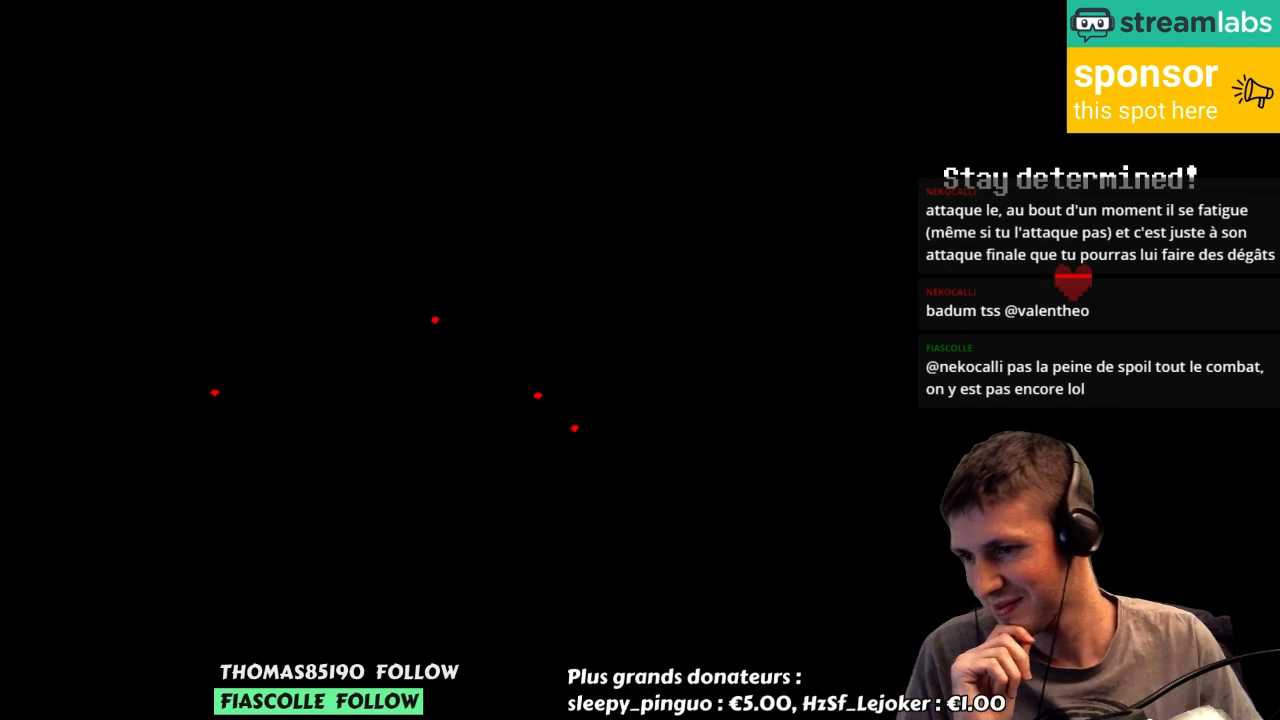 streamlabs
sponsor
this spot here
Stay determined!
NEKOCALLI
attaque le, au bout d'un moment il se fatigue
(même si tu l'attaque pas) et c'est juste à son
attaque finale que tu pourras lui faire des dégâts
NEKOCALLI
badum tss @valentheo
FIASCOLLE
@nekocalli pas la peine de spoil tout le combat,
on y est pas encore lol
THOMAS85190 FOLLOW
FIASCOLLE FOLLOW
Plus grands donateurs :
sleepy_pinguo : €5.00, HzSf_Lejoker : €1.00